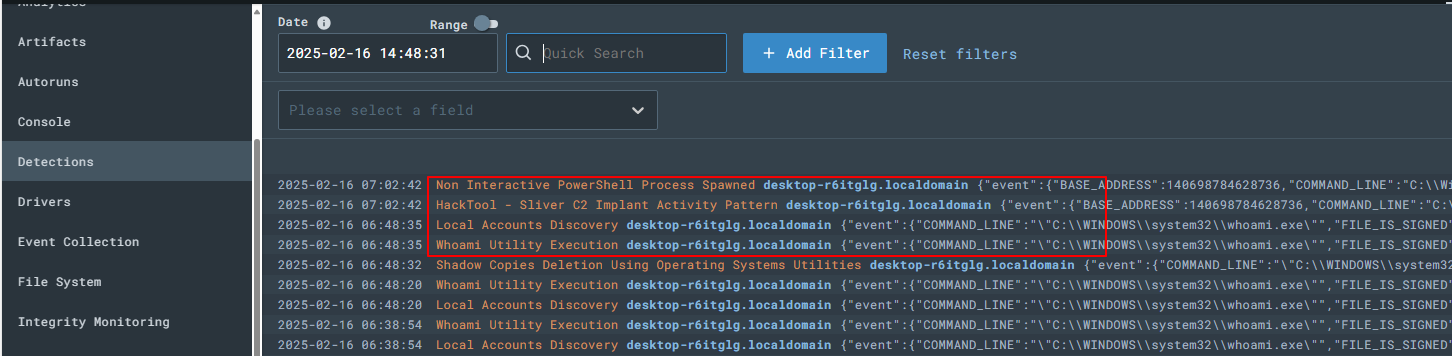 Analytics
Date
Range
Artifacts
2025-02-16 14:48:31
Quick Search
+ Add Filter
Reset filters
Autoruns
Please select a field
Console
Detections
2025-02-16 07:02:42 Non Interactive PowerShell Process Spawned desktop-r6itglg.localdomain {"event":{"BASE_ADDRESS":140698784628736,"COMMAND_LINE":"C:\\Wi
Drivers
2025-02-16 07:02:42 HackTool - Sliver C2 Implant Activity Pattern desktop-r6itglg.localdomain {"event":{"BASE_ADDRESS":140698784628736,"COMMAND_LINE":"C:
2025-02-16 06:48:35 Local Accounts Discovery desktop-r6itglg.localdomain {"event":{"COMMAND_LINE":"\"C:\\WINDOWS\\system32\\whoami.exe\"","FILE_IS_SIGNED"
Event Collection
2025-02-16 06:48:35 Whoami Utility Execution desktop-r6itglg.localdomain {"event":{"COMMAND_LINE":"\"C:\\WINDOWS\\system32\\whoami.exe\"","FILE_IS_SIGNED"
2025-02-16 06:48:32 Shadow Copies Deletion Using Operating Systems Utilities desktop-r6itglg.localdomain {"event":{"COMMAND_LINE":"\"C:\\WINDOWS\\system3
File System
2025-02-16 06:48:20 Whoami Utility Execution desktop-r6itglg.localdomain {"event":{"COMMAND_LINE":"\"C:\\WINDOWS\\system32\\whoami.exe\"","FILE_IS_SIGNED"
2025-02-16 06:48:20 Local Accounts Discovery desktop-r6itglg.localdomain {"event":{"COMMAND_LINE":"\"C:\\WINDOWS\\system32\\whoami.exe\"","FILE_IS_SIGNED"
Integrity Monitoring
2025-02-16 06:38:54 Whoami Utility Execution desktop-r6itglg.localdomain {"event":{"COMMAND_LINE":"\"C:\\WINDOWS\\system32\\whoami.exe\"","FILE_IS_SIGNED"
2025-02-16 06:38:54 Local Accounts Discovery desktop-r6itglg.localdomain {"event":{"COMMAND_LINE":"\"C:\\WINDOWS\\system32\\whoami.exe\"","FILE_IS_SIGNED"